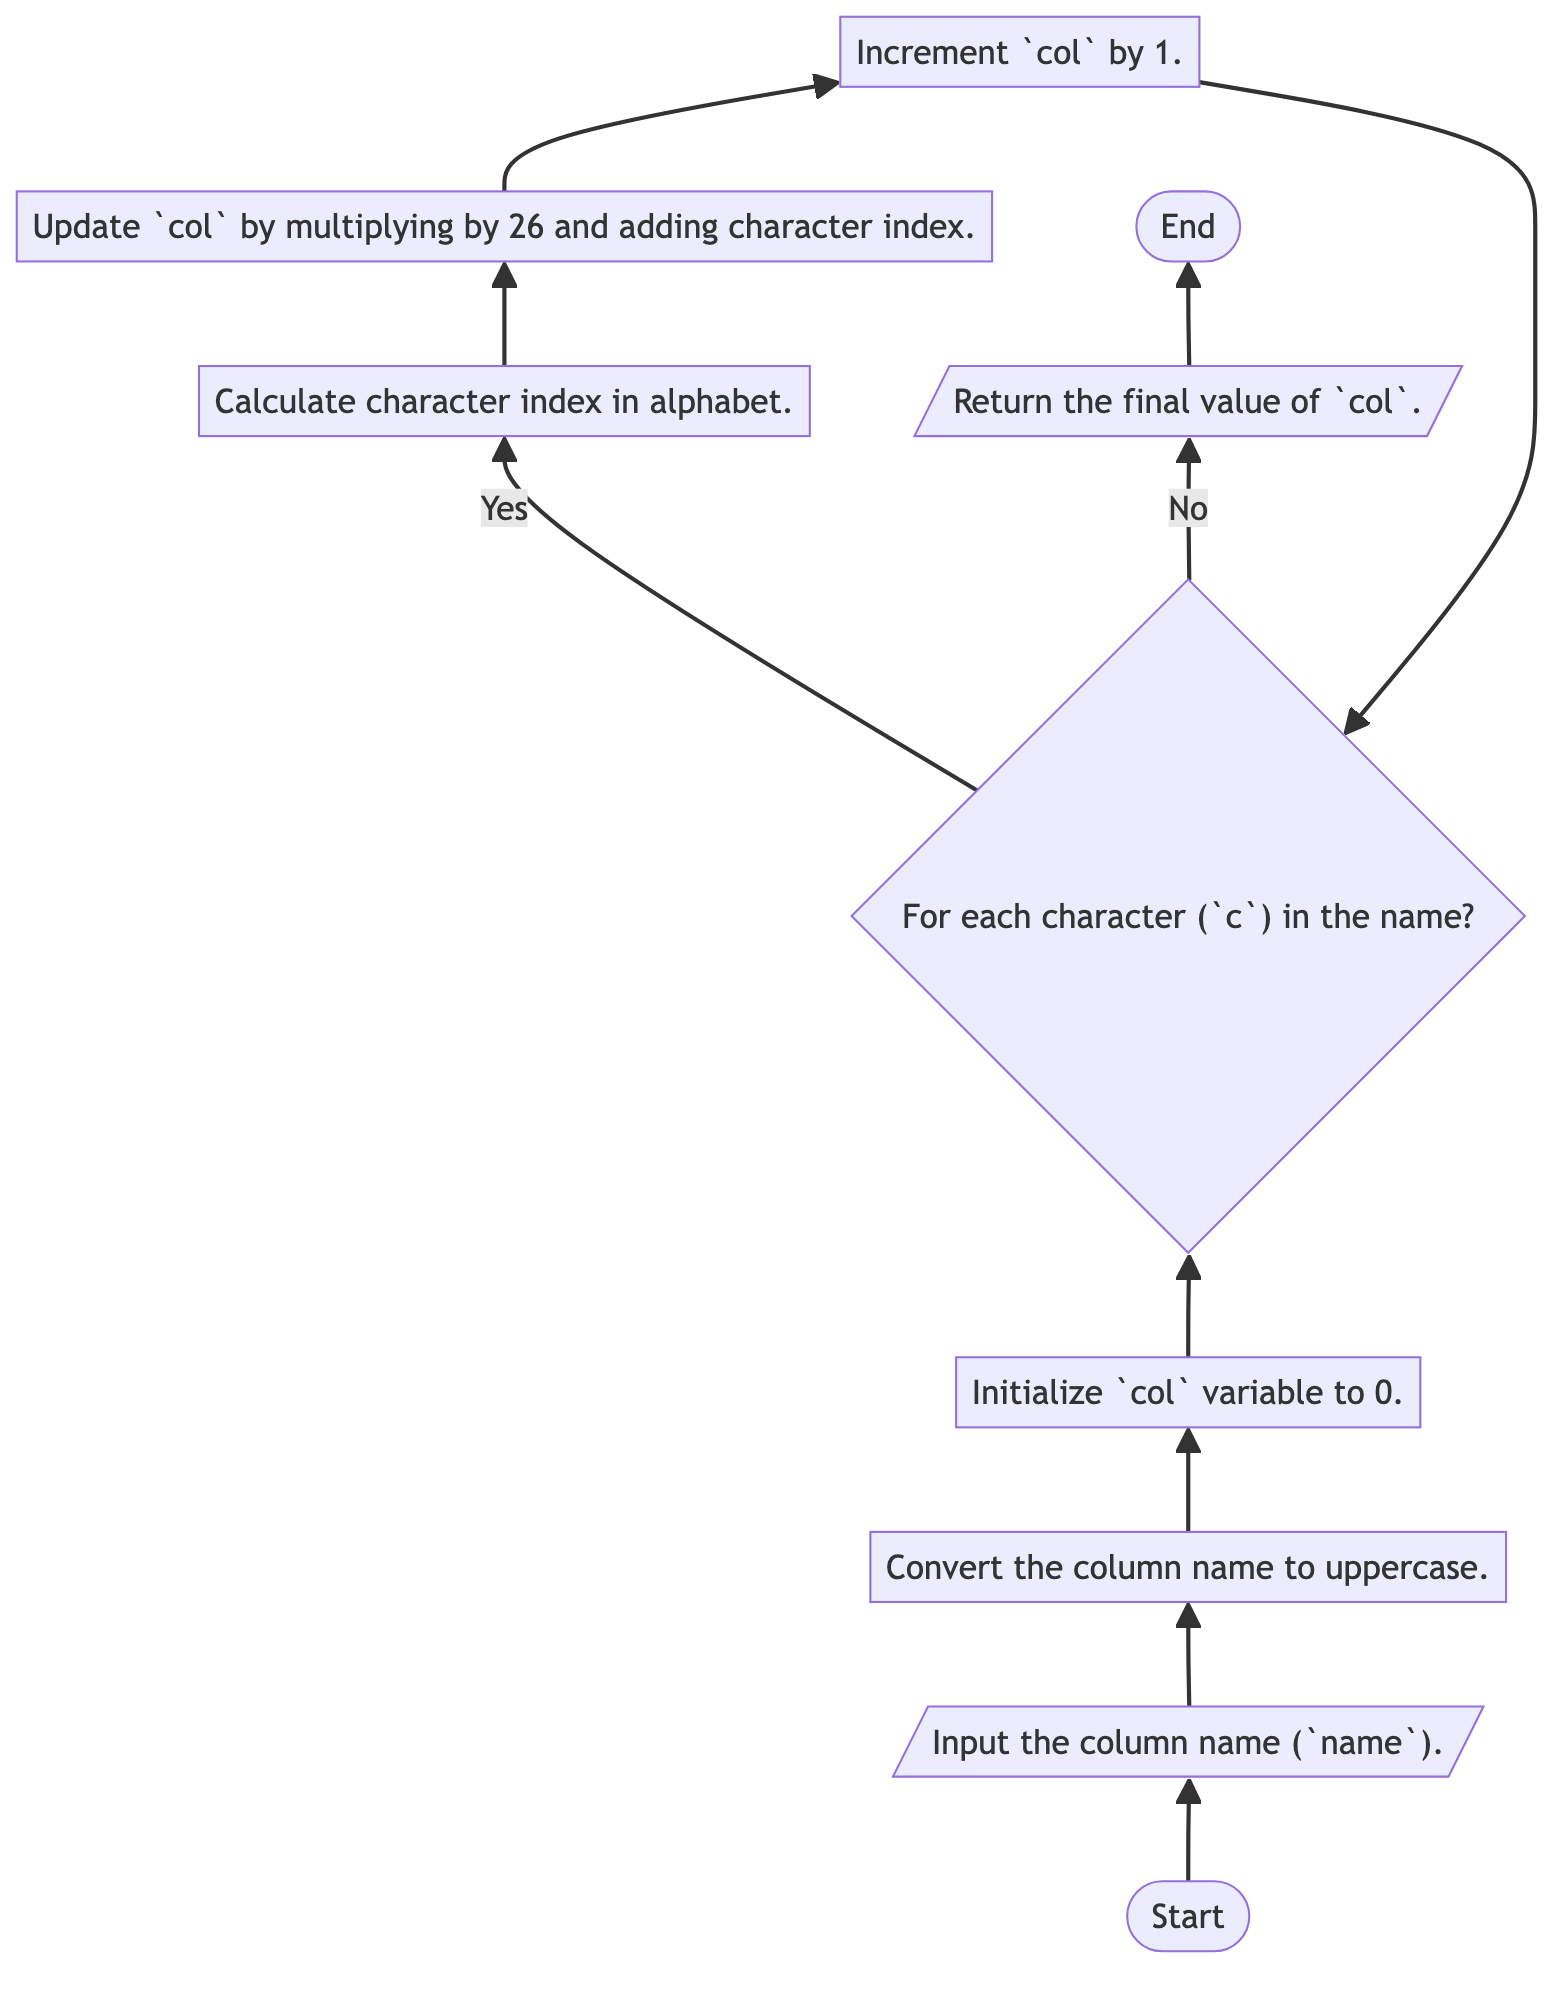 Increment `col` by 1.
Update `col` by multiplying by 26 and adding character index.
End
Calculate character index in alphabet.
Return the final value of `col`.
Yes
No
For each character (`c`) in the name?
Initialize `col` variable to 0.
Convert the column name to uppercase.
Input the column name (`name`).
Start